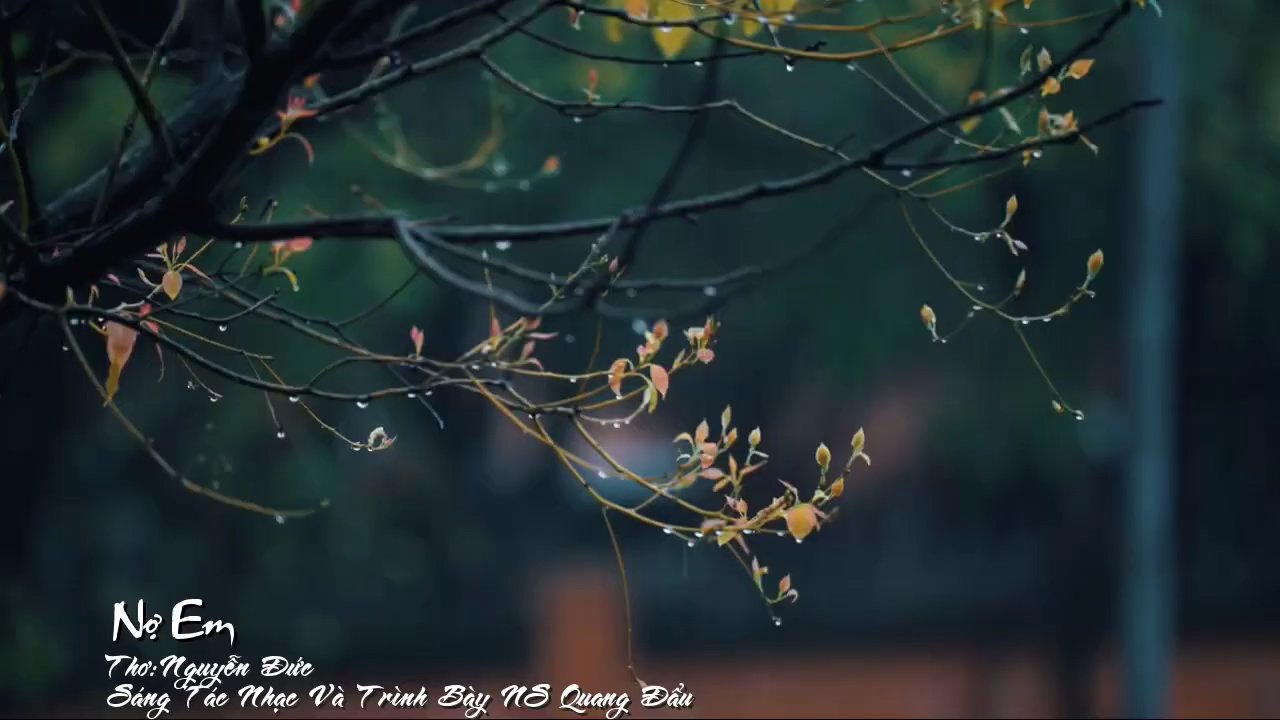 Nợ Em
Thơ: Nguyễn Đức
Sáng Tác Nhạc Và Trình Bày NS Quang Đẩu